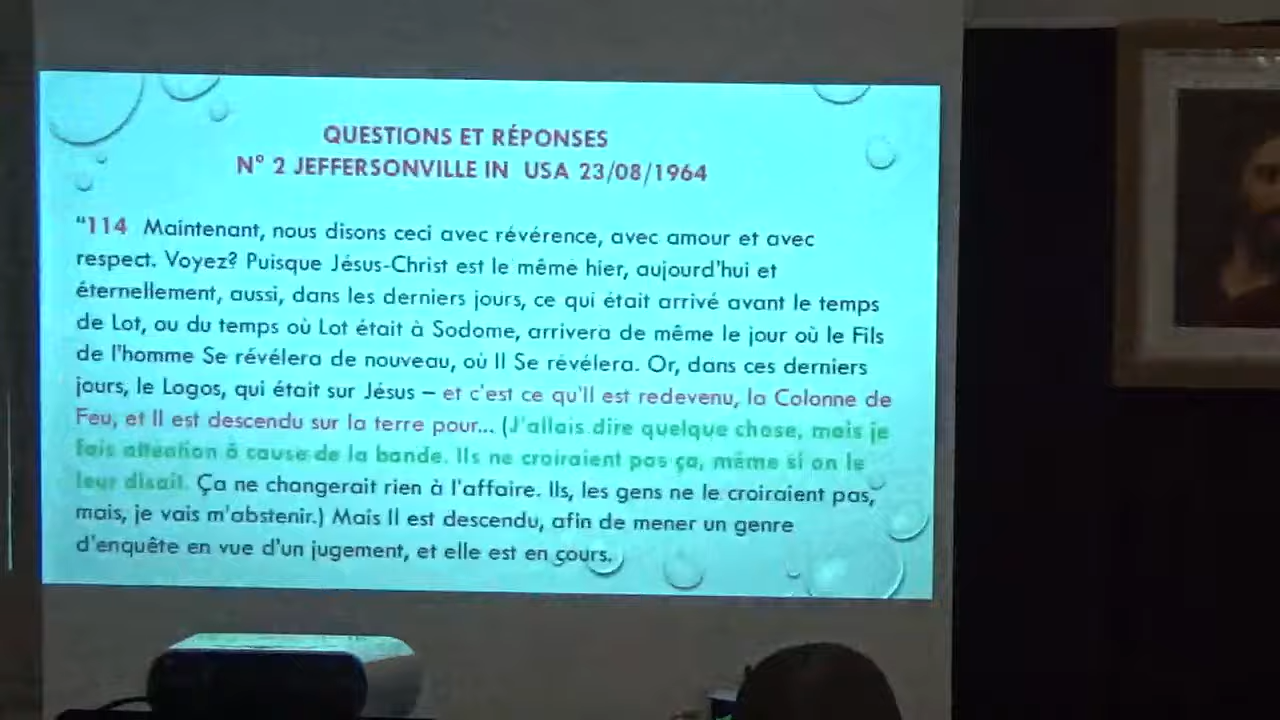 QUESTIONS ET RÉPONSES
N° 2 JEFFERSONVILLE IN USA 23/08/1964
"114 Maintenant, nous disons ceci avec révérence, avec amour et avec
respect. Voyez? Puisque Jésus-Christ est le même hier, aujourd'hui et
éternellement, aussi, dans les derniers jours, ce qui était arrivé avant le temps
de Lot, ou du temps où Lot était à Sodome, arrivera de même le jour où le Fils
de l'homme Se révélera de nouveau, où Il Se révélera. Or, dans ces derniers
jours, le Logos, qui était sur Jésus – et c'est ce qu'Il est redevenu, la Colonne de
Feu, et Il est descendu sur la terre pour... (J'allais dire quelque chose, mais je
fais attention à cause de la bande. Ils ne croiraient pas ça, même si on le
leur disait. Ça ne changerait rien à l'affaire. Ils, les gens ne le croiraient pas,
mais, je vais m'abstenir.) Mais Il est descendu, afin de mener un genre
d'enquête en vue d'un jugement, et elle est en cours.